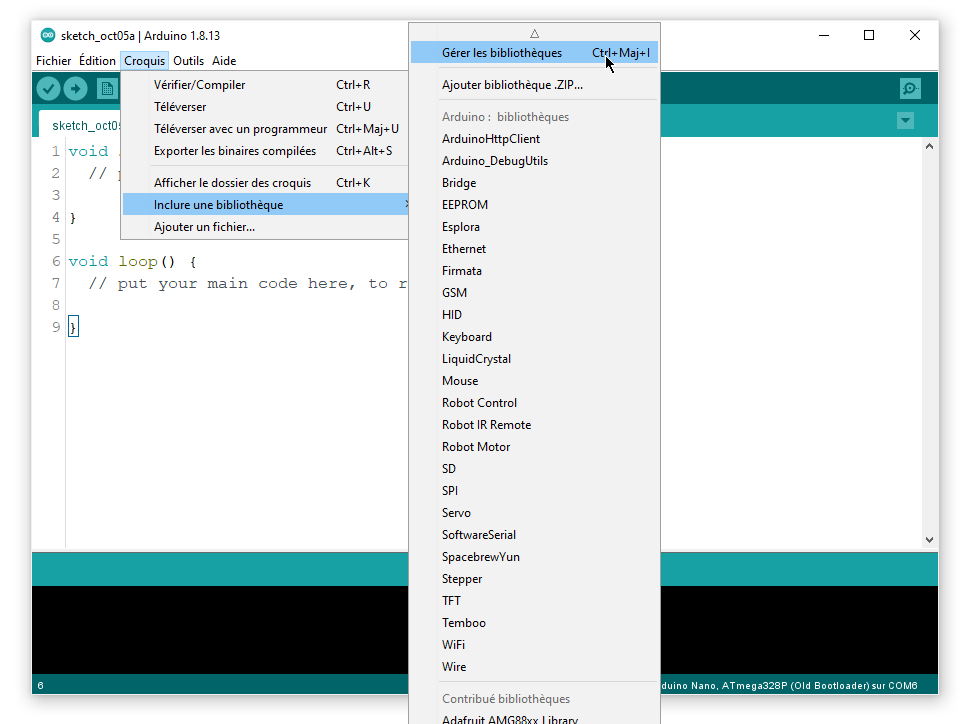 sketch_oct05a | Arduino 1.8.13
Fichier Édition Croquis Outils Aide
Vérifier/Compiler Ctrl+R
Téléverser Ctrl+U
Téléverser avec un programmeur Ctrl+Maj+U
Exporter les binaires compilées Ctrl+Alt+S
Afficher le dossier des croquis Ctrl+K
Inclure une bibliothèque
Ajouter un fichier...
Gérer les bibliothèques Ctrl+Maj+I
Ajouter bibliothèque .ZIP...
Arduino : bibliothèques
ArduinoHttpClient
Arduino_DebugUtils
Bridge
EEPROM
Esplora
Ethernet
Firmata
GSM
HID
Keyboard
LiquidCrystal
Mouse
Robot Control
Robot IR Remote
Robot Motor
SD
SPI
Servo
SoftwareSerial
SpacebrewYun
Stepper
TFT
Temboo
WiFi
Wire
Contribué bibliothèques
Adafruit AMG88xx Library
sketch_oct05
1 void
2 //
3
4 }
5
6 void loop() {
7 // put your main code here, to r
8
9 }
6
duino Nano, ATmega328P (Old Bootloader) sur COM6